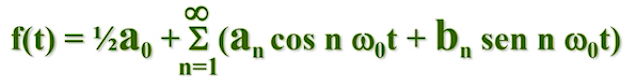 f(t) = ½a₀ + Σ (aₙ cos n ω₀t + bₙ sen n ω₀t)
∞
n=1